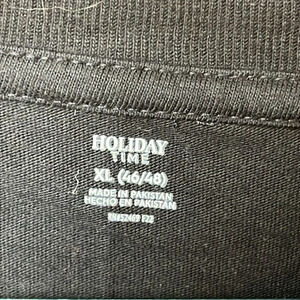 HOLIDAY
TIME
XL (46/48)
MADE IN PAKISTAN
HECHO EN PAKISTAN